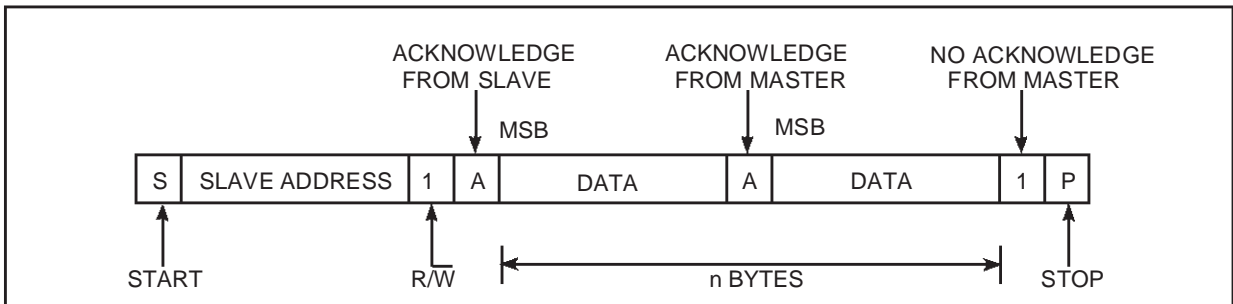 ACKNOWLEDGE
FROM SLAVE
ACKNOWLEDGE
FROM MASTER
NO ACKNOWLEDGE
FROM MASTER
MSB
MSB
S SLAVE ADDRESS 1 A DATA A DATA 1 P
START
R/W̅
n BYTES
STOP